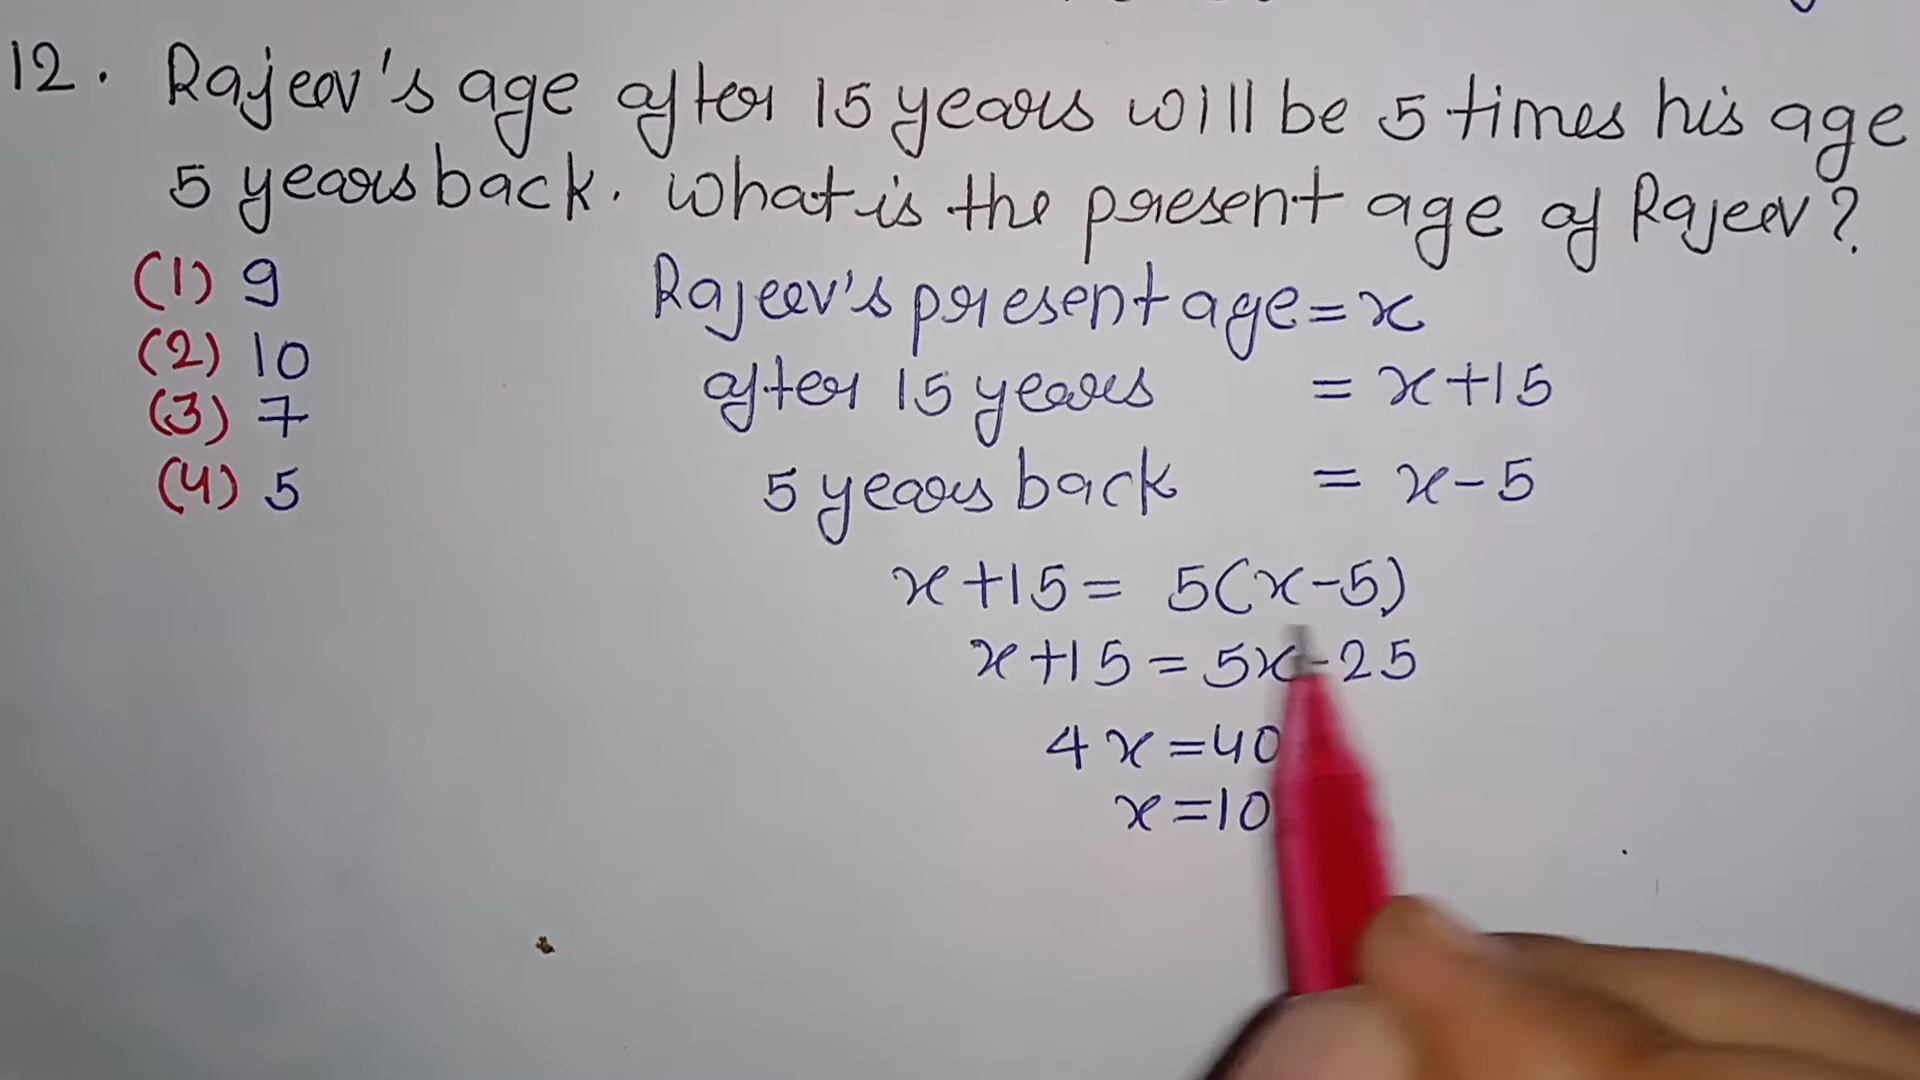 12. Rajeev's age after 15 years will be 5 times his age
5 years back. What is the present age of Rajeev?
(1) 9
(2) 10
(3) 7
(4) 5
Rajeev's present age = x
after 15 years = x+15
5 years back = x-5
x+15 = 5(x-5)
x+15 = 5x-25
4x = 40
x = 10